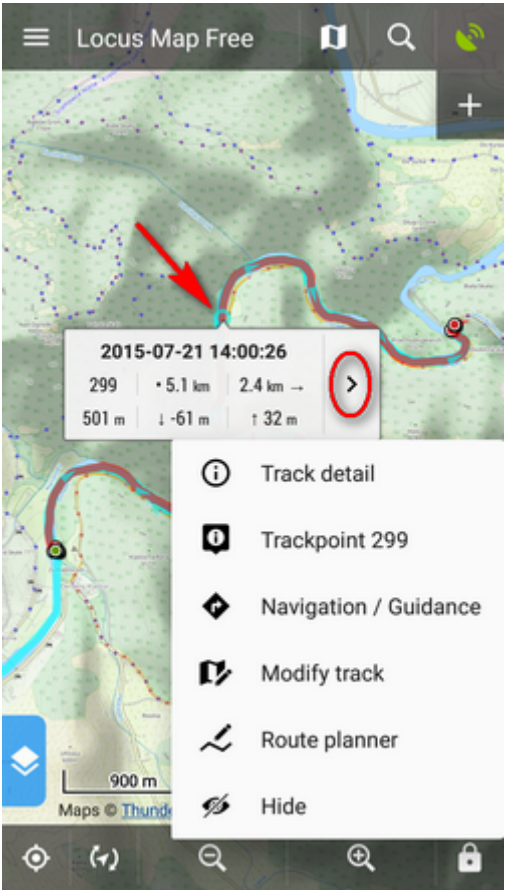 Locus Map Free
2015-07-21 14:00:26
299 • 5.1 km 2.4 km →
501 m ↓ -61 m ↑ 32 m
Track detail
Trackpoint 299
Navigation / Guidance
Modify track
Route planner
Hide
900 m
Maps © Thunde